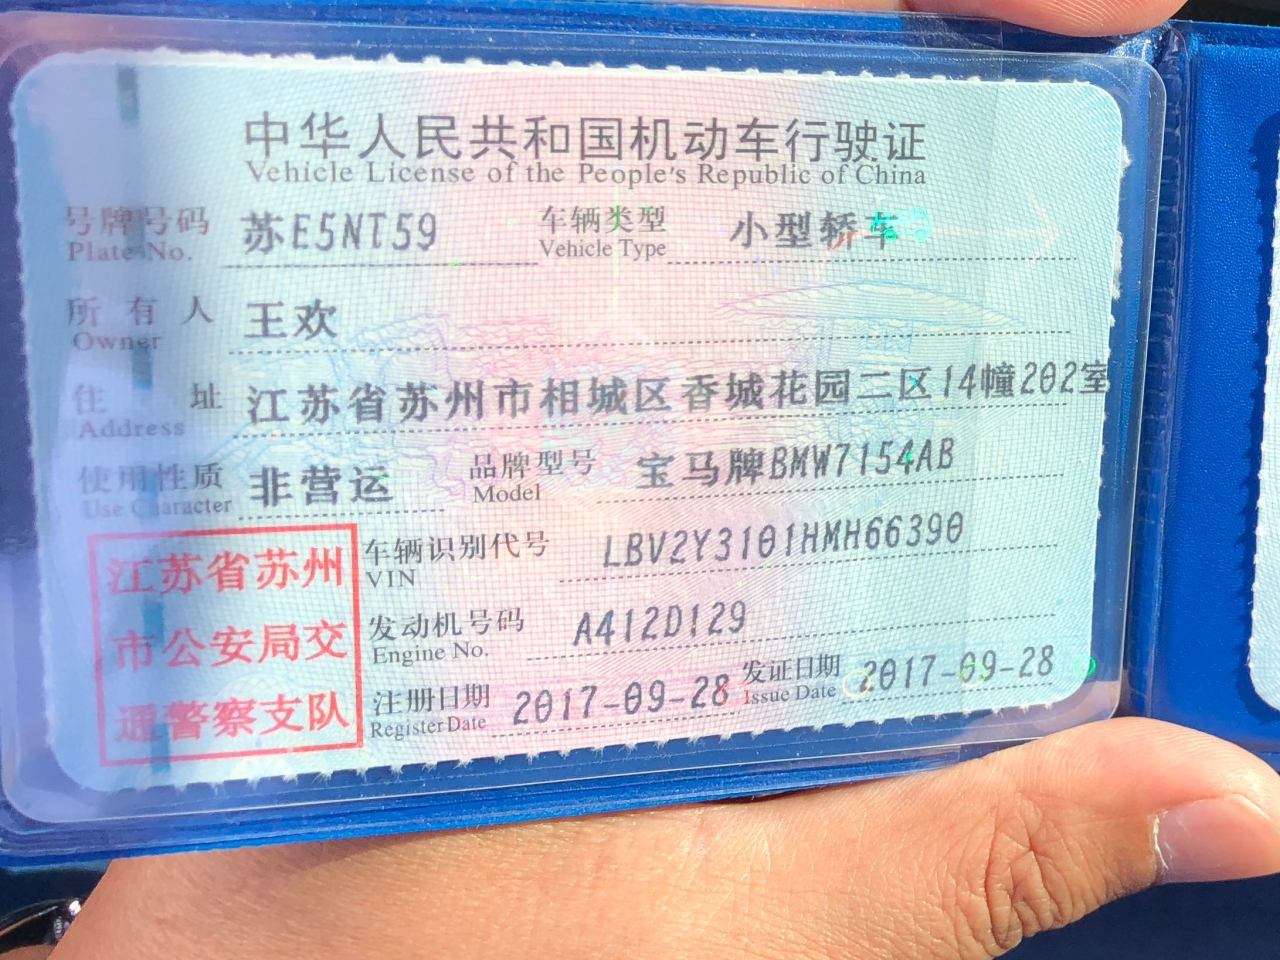 中华人民共和国机动车行驶证
Vehicle License of the People's Republic of China
号牌号码 苏E5NT59 车辆类型 小型轿车
Plate No. Vehicle Type
所有人 王欢
Owner
住址 江苏省苏州市相城区香城花园二区14幢202室
Address
使用性质 非营运 品牌型号 宝马牌BMW7154AB
Use Character Model
车辆识别代号 LBV2Y3101HMH66390
VIN
发动机号码 A412D129
Engine No.
注册日期 2017-09-28 发证日期 2017-09-28
Register Date Issue Date
江苏省苏州
市公安局交
通警察支队